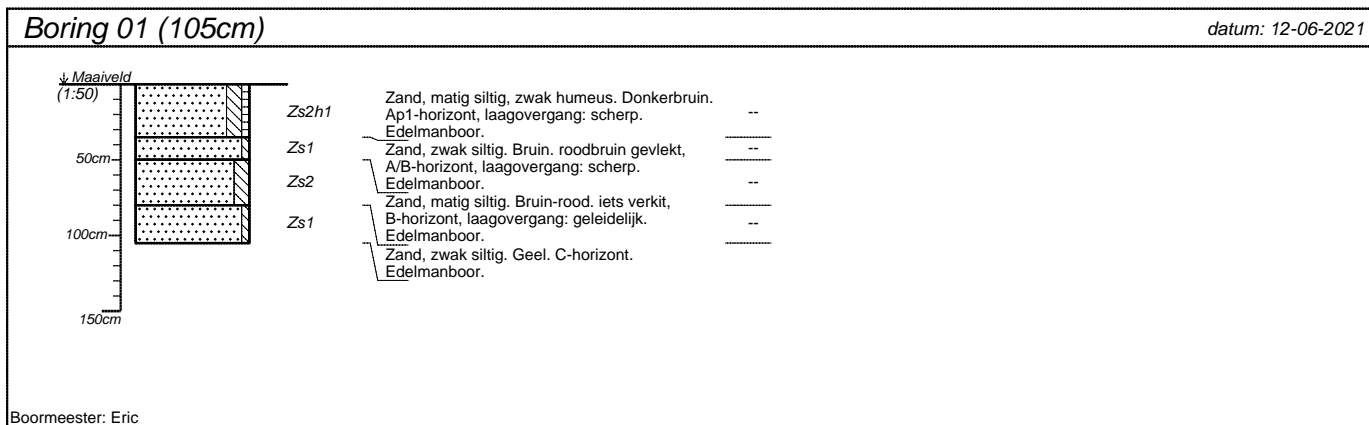 Boring 01 (105cm)
datum: 12-06-2021
Maaiveld
(1:50)
50cm
100cm
150cm
Zs2h1
Zs1
Zs2
Zs1
Zand, matig siltig, zwak humeus. Donkerbruin.
Ap1-horizont, laagovergang: scherp.
Edelmanboor.
--
Zand, zwak siltig. Bruin. roodbruin gevlekt,
A/B-horizont, laagovergang: scherp.
Edelmanboor.
--
Zand, matig siltig. Bruin-rood. iets verkit,
B-horizont, laagovergang: geleidelijk.
Edelmanboor.
--
Zand, zwak siltig. Geel. C-horizont.
Edelmanboor.
--
Boormeester: Eric